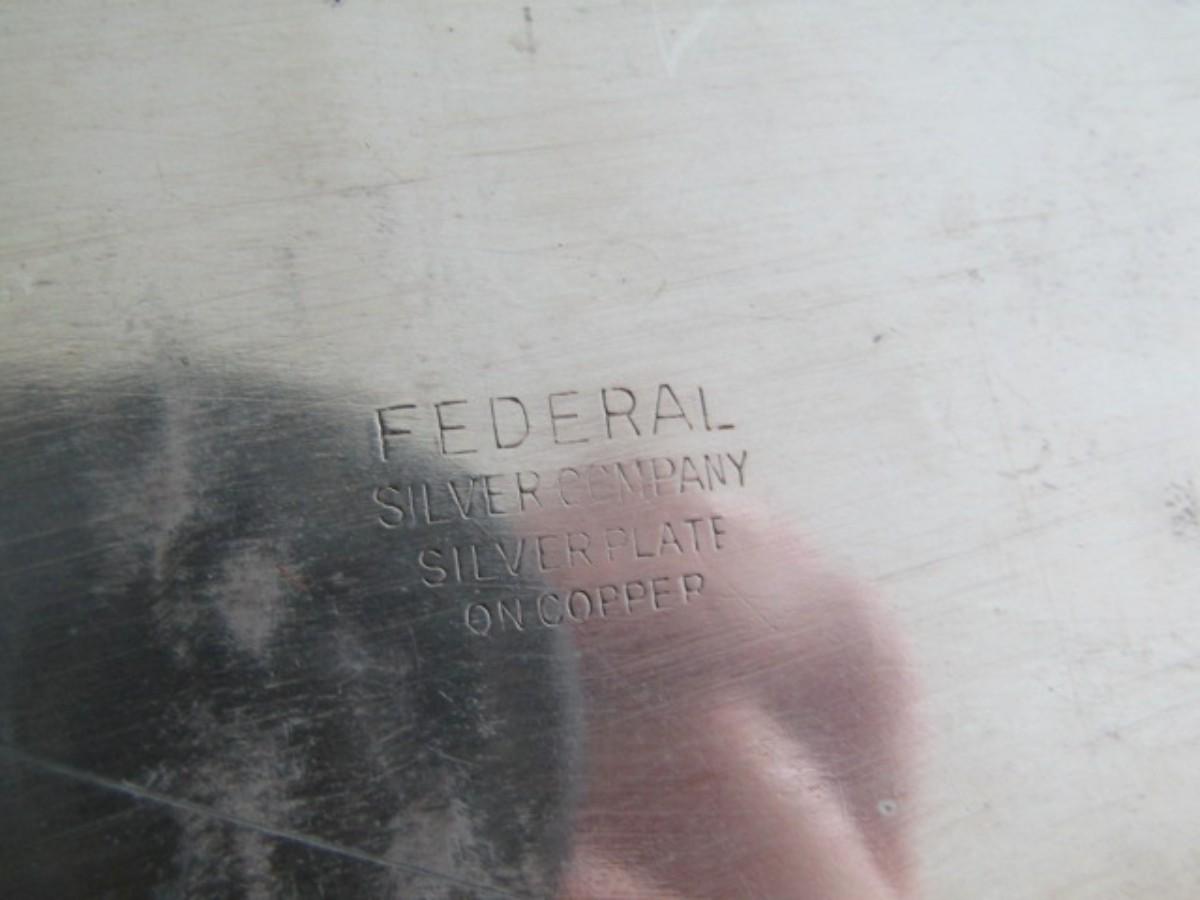 FEDERAL
SILVER COMPANY
SILVER PLATE
ON COPPER